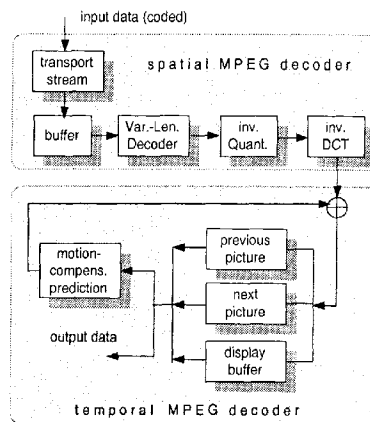 input data (coded)
transport
stream
spatial MPEG decoder
buffer
Var.-Len.
Decoder
inv.
Quant.
inv.
DCT
motion-
compens.
prediction
previous
picture
next
picture
output data
display
buffer
temporal MPEG decoder